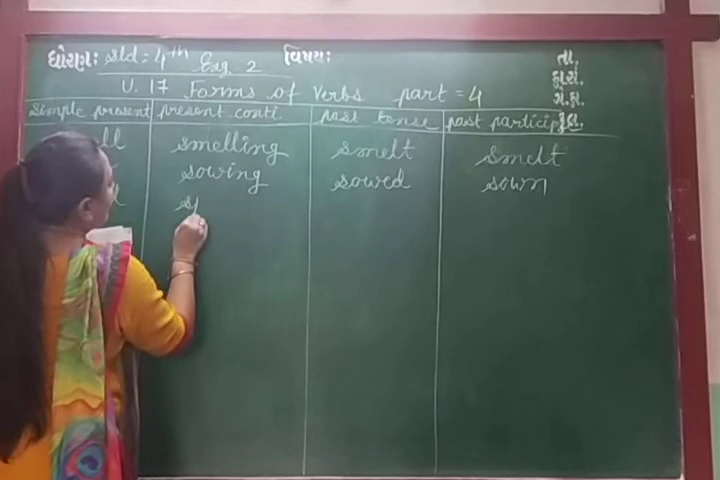 ધોરણઃ std = 4th Eng. 2 વિષયઃ તા.
U. 17 Forms of Verbs part = 4
કુ.સં.
ગે.હા.
કુ.હા.
Simple present present conti past tense past particip
smelling smelt smelt
sowing sowed sown